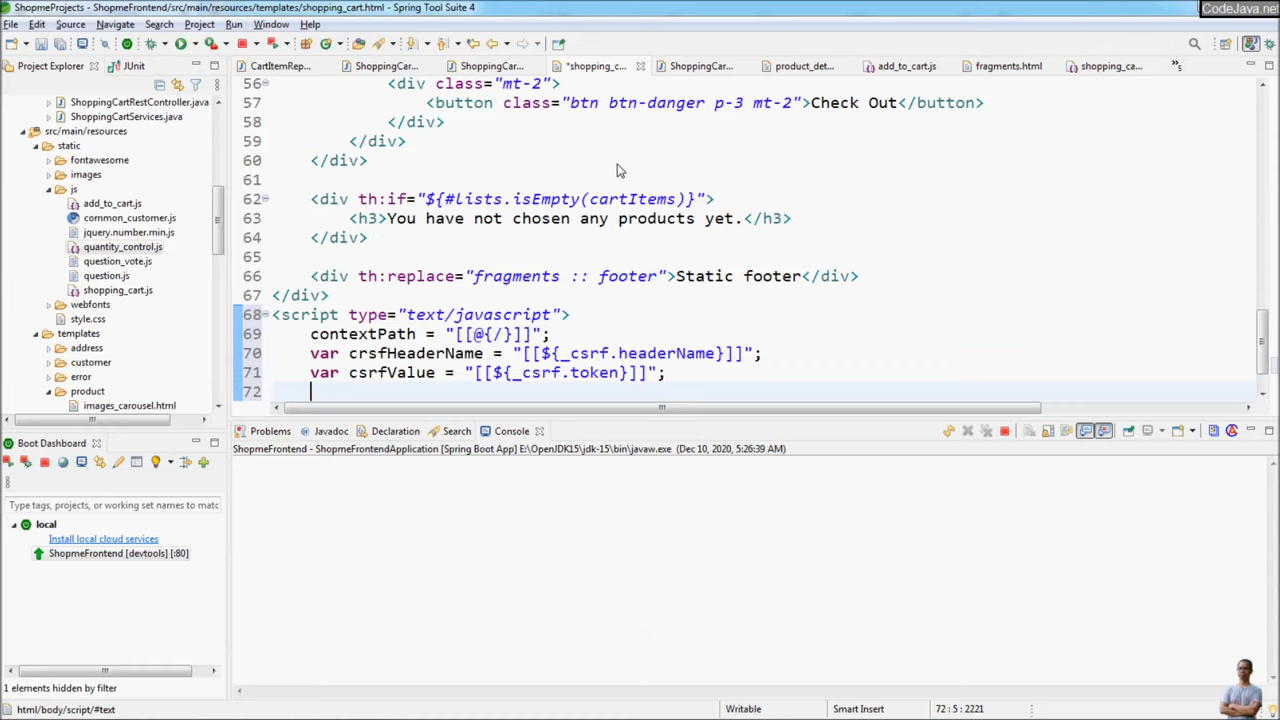 ShopmeProjects - ShopmeFrontend/src/main/resources/templates/shopping_cart.html - Spring Tool Suite 4
CodeJava.net
File Edit Source Navigate Search Project Run Window Help
Project Explorer JUnit
CartItemRep... ShoppingCar... ShoppingCar... *shopping_c... ShoppingCar... product_det... add_to_cart.js fragments.html shopping_ca... »5
ShoppingCartRestController.java
ShoppingCartServices.java
src/main/resources
static
fontawesome
images
js
add_to_cart.js
common_customer.js
jquery.number.min.js
quantity_control.js
question_vote.js
question.js
shopping_cart.js
webfonts
style.css
templates
address
customer
error
product
images_carousel.html
56 <div class="mt-2">
57 <button class="btn btn-danger p-3 mt-2">Check Out</button>
58 </div>
59 </div>
60 </div>
61
62 <div th:if="${#lists.isEmpty(cartItems)}">
63 <h3>You have not chosen any products yet.</h3>
64 </div>
65
66 <div th:replace="fragments :: footer">Static footer</div>
67 </div>
68 <script type="text/javascript">
69 contextPath = "[[@{/}]]";
70 var crsfHeaderName = "[[${_csrf.headerName}]]";
71 var csrfValue = "[[${_csrf.token}]]";
72
Boot Dashboard
Type tags, projects, or working set names to matc
local
Install local cloud services
ShopmeFrontend [devtools] [:80]
1 elements hidden by filter
Problems Javadoc Declaration Search Console
ShopmeFrontend - ShopmeFrontendApplication [Spring Boot App] E:\OpenJDK15\jdk-15\bin\javaw.exe (Dec 10, 2020, 5:26:39 AM)
html/body/script/#text Writable Smart Insert 72 : 5 : 2221